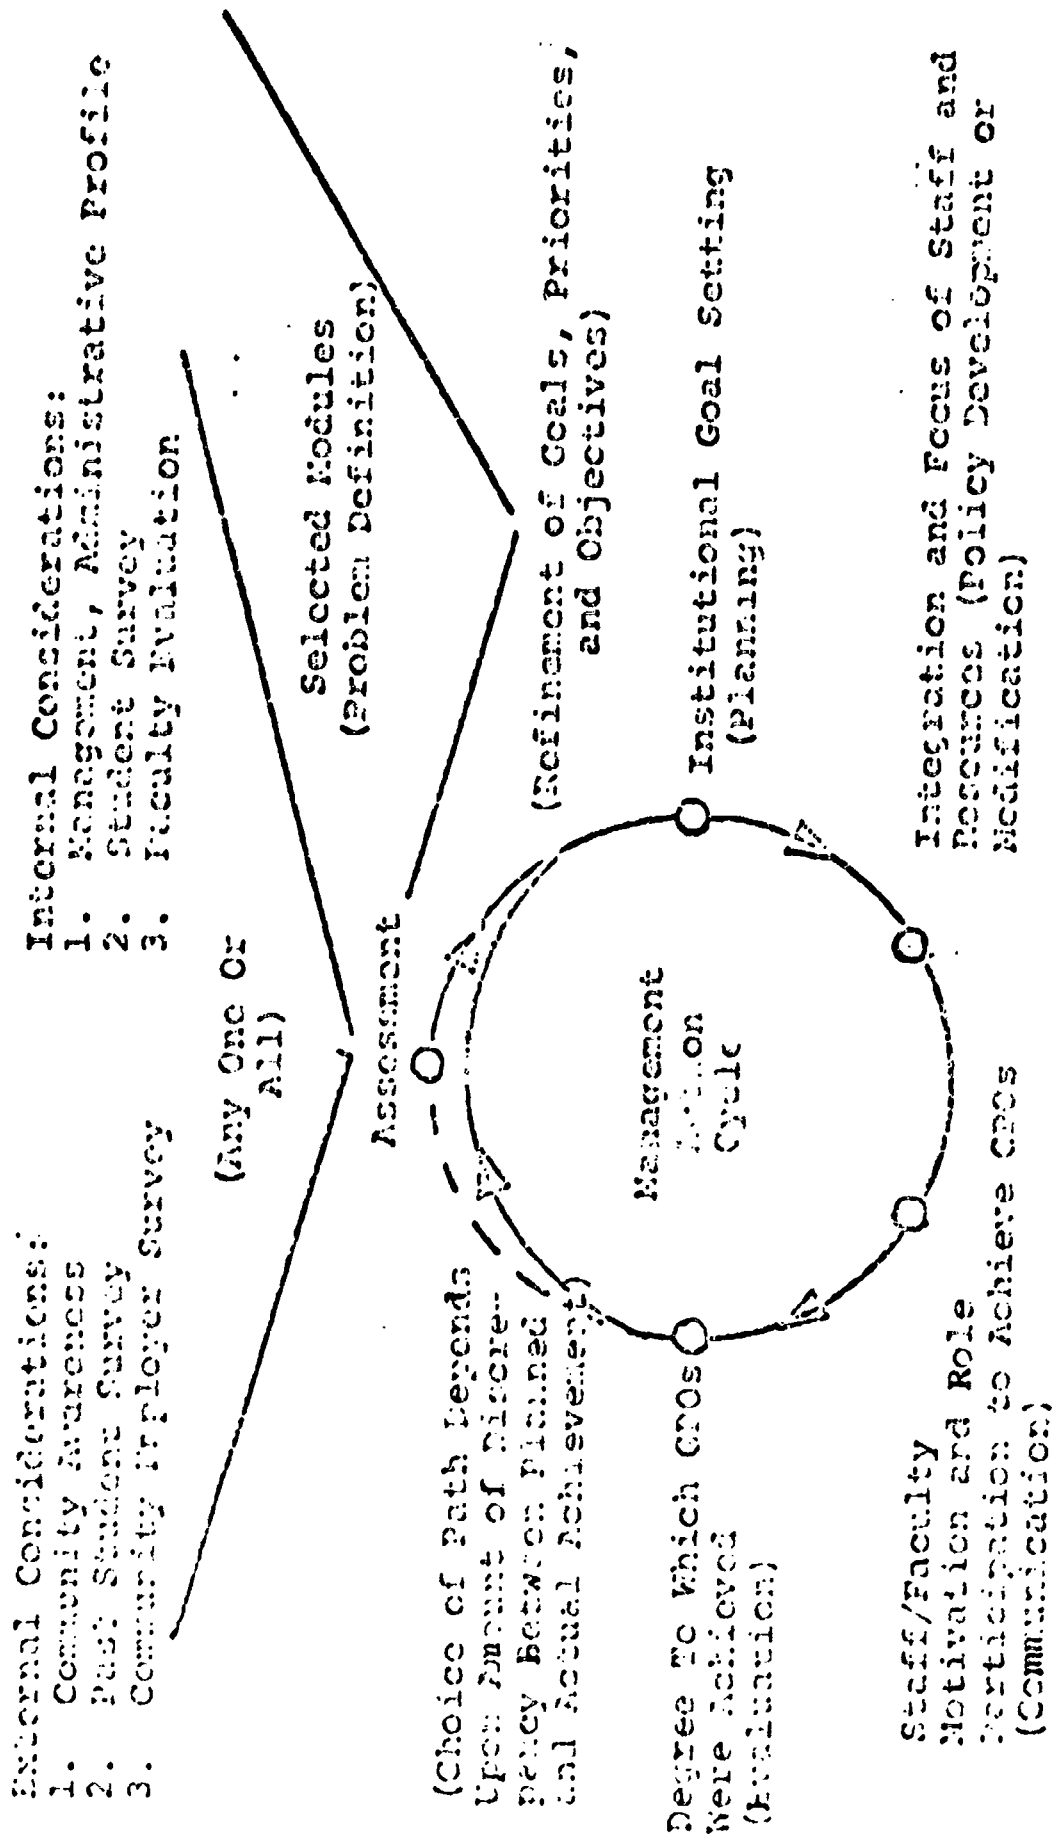 External Considerations:
1. Community Awareness
2. Past Student Survey
3. Community Employer Survey
Internal Considerations:
1. Management, Administrative Profile
2. Student Survey
3. Faculty Evaluation
(Any One Or
All)
Selected Modules
(Problem Definition)
Assessment
(Refinement of Goals, Priorities,
and Objectives)
(Choice of Path Depends
Upon Amount of Discre-
pancy Between Planned
and Actual Achievement)
Management
Action
Cycle
Institutional Goal Setting
(Planning)
Degree To Which GPOs
Were Achieved
(Evaluation)
Integration and Focus of Staff and
Resources (Policy Development or
Modification)
Staff/Faculty
Motivation and Role
Participation to Achieve GPOs
(Communication)